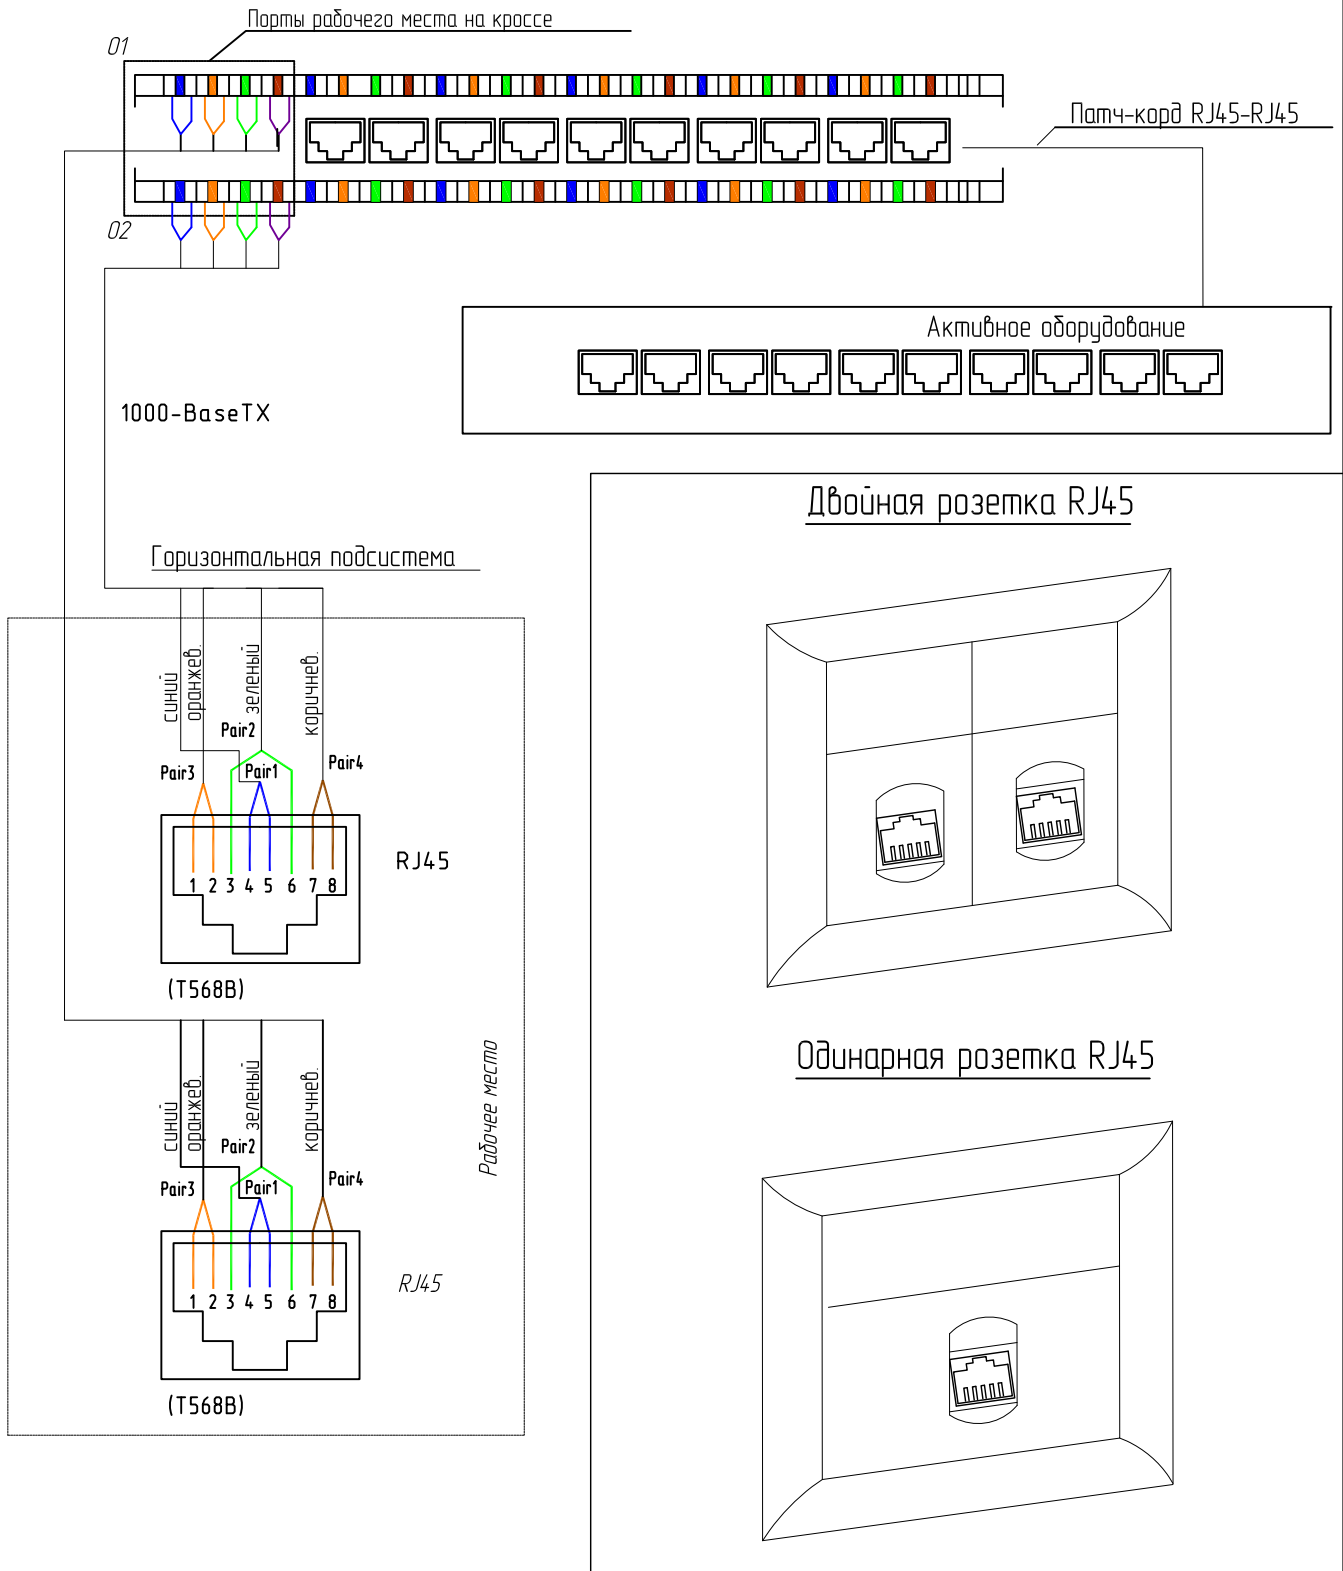 Порты рабочего места на кроссе
01
Патч-корд RJ45-RJ45
02
Активное оборудование
1000-BaseTX
Двойная розетка RJ45
Горизонтальная подсистема
синий
оранжев.
зеленый
коричнев.
Pair2
Pair3
Pair1
Pair4
RJ45
1 2 3 4 5 6 7 8
(T568B)
Рабочее место
Одинарная розетка RJ45
синий
оранжев.
зеленый
коричнев.
Pair2
Pair3
Pair1
Pair4
RJ45
1 2 3 4 5 6 7 8
(T568B)